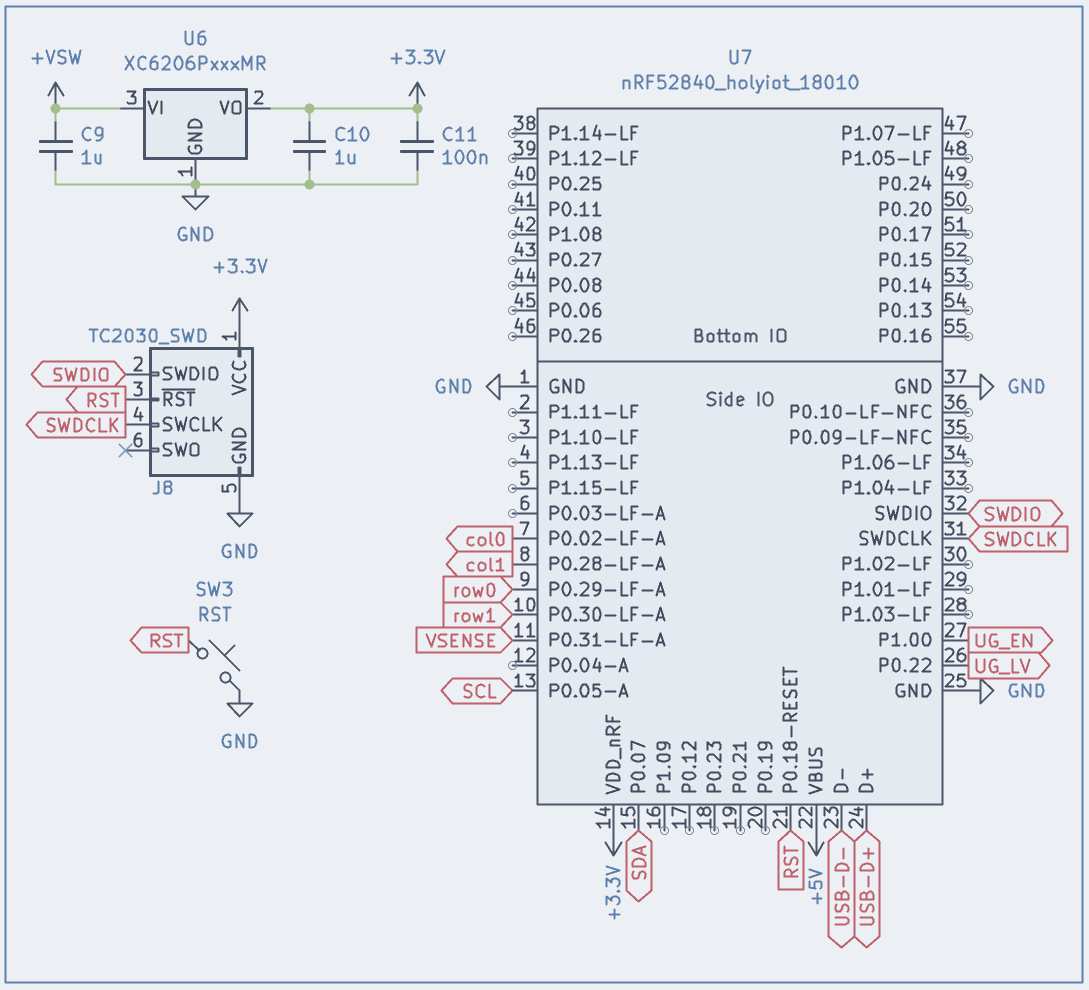 U6
XC6206PxxxMR
+VSW
+3.3V
3 VI VO 2
GND
1
C9
1u
C10
1u
C11
100n
GND
+3.3V
TC2030_SWD
1
VCC
SWDIO 2 SWDIO
RST 3 RST
SWDCLK 4 SWCLK
6 SWO
GND
5
J8
GND
SW3
RST
RST
GND
U7
nRF52840_holyiot_18010
38 P1.14-LF P1.07-LF 47
39 P1.12-LF P1.05-LF 48
40 P0.25 P0.24 49
41 P0.11 P0.20 50
42 P1.08 P0.17 51
43 P0.27 P0.15 52
44 P0.08 P0.14 53
45 P0.06 P0.13 54
46 P0.26 Bottom IO P0.16 55
GND 1 GND GND 37 GND
Side IO
2 P1.11-LF P0.10-LF-NFC 36
3 P1.10-LF P0.09-LF-NFC 35
4 P1.13-LF P1.06-LF 34
5 P1.15-LF P1.04-LF 33
6 P0.03-LF-A SWDIO 32 SWDIO
col0 7 P0.02-LF-A SWDCLK 31 SWDCLK
col1 8 P0.28-LF-A P1.02-LF 30
row0 9 P0.29-LF-A P1.01-LF 29
row1 10 P0.30-LF-A P1.03-LF 28
VSENSE 11 P0.31-LF-A P1.00 27 UG_EN
12 P0.04-A P0.22 26 UG_LV
SCL 13 P0.05-A GND 25 GND
VDD_nRF 14 +3.3V
P0.07 15 SDA
P1.09 16
P0.12 17
P0.23 18
P0.21 19
P0.19 20
P0.18-RESET 21 RST
VBUS 22 +5V
D- 23 USB-D-
D+ 24 USB-D+